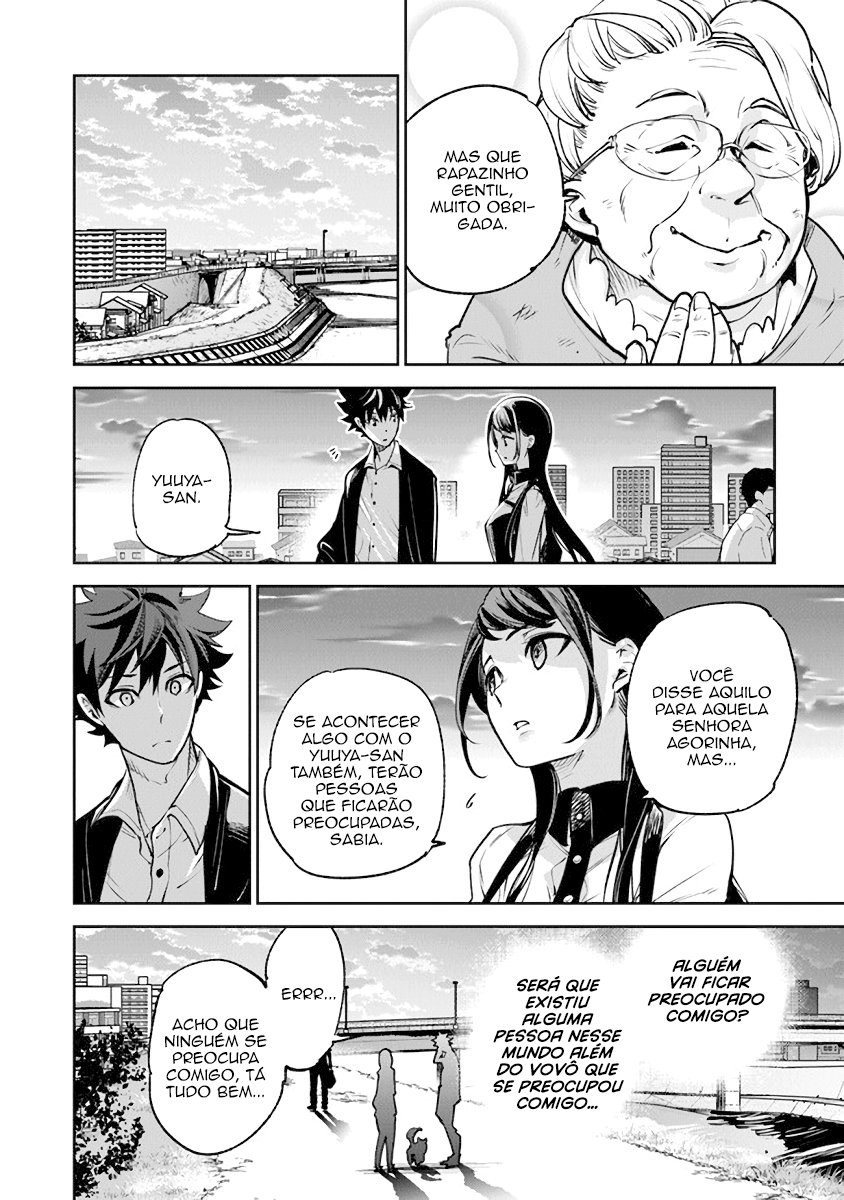 MAS QUE
RAPAZINHO
GENTIL,
MUITO OBRI-
GADA.
YUUYA-
SAN.
VOCÊ
DISSE AQUILO
PARA AQUELA
SENHORA
AGORINHA,
MAS...
SE ACONTECER
ALGO COM O
YUUYA-SAN
TAMBÉM, TERÃO
PESSOAS
QUE FICARÃO
PREOCUPADAS,
SABIA.
ALGUÉM
VAI FICAR
PREOCUPADO
COMIGO?
SERÁ QUE
EXISTIU
ALGUMA
PESSOA NESSE
MUNDO ALÉM
DO VOVÔ QUE
SE PREOCUPOU
COMIGO...
ERRR...
ACHO QUE
NINGUÉM SE
PREOCUPA
COMIGO, TÁ
TUDO BEM...